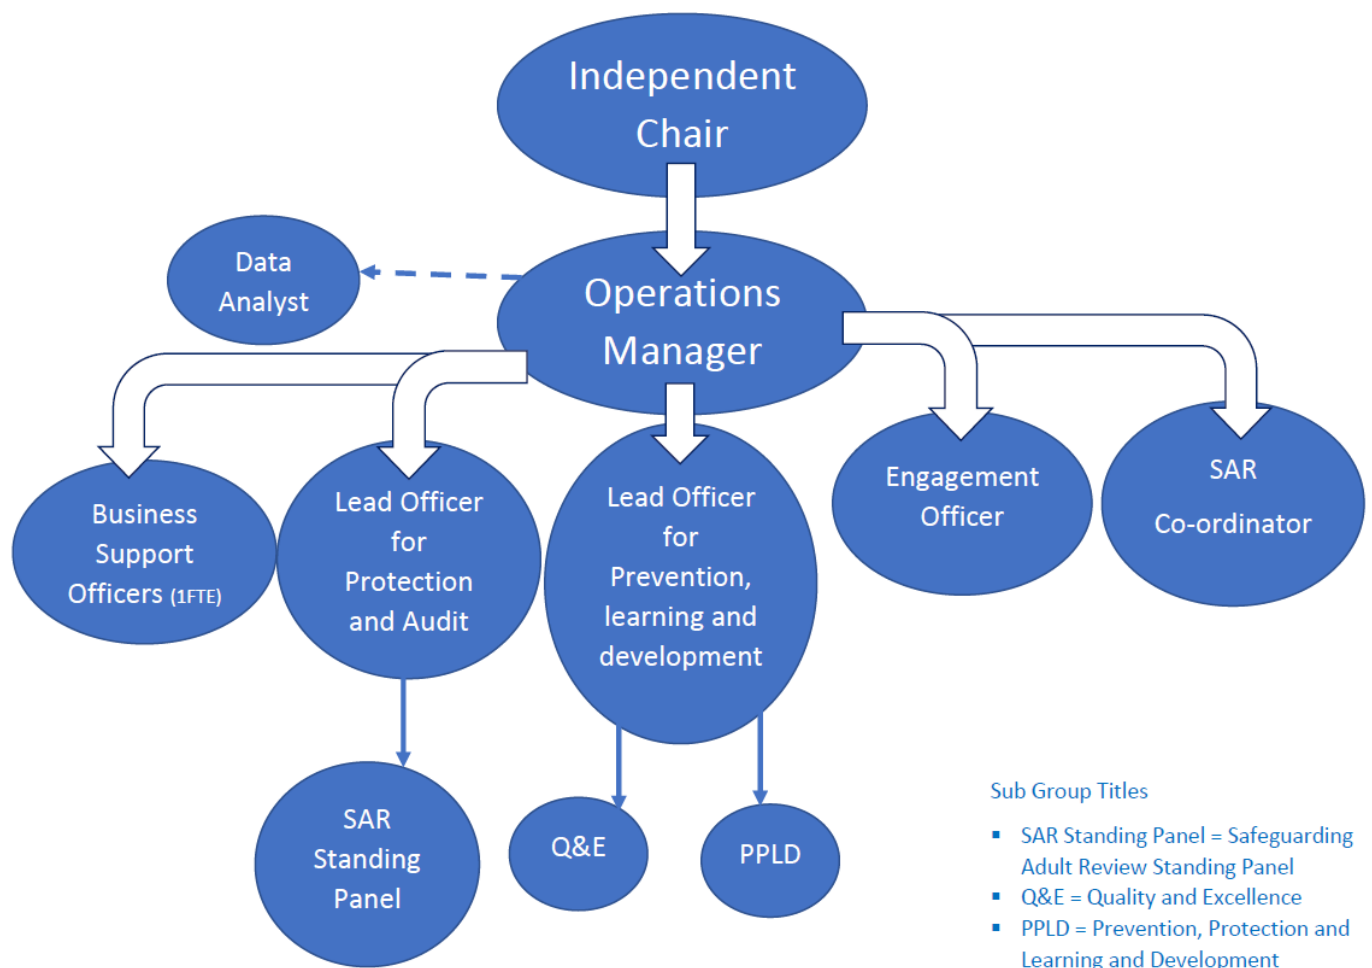 Independent
Chair
Data
Analyst
Operations
Manager
Business
Support
Officers (1FTE)
Lead Officer
for
Protection
and Audit
Lead Officer
for
Prevention,
learning and
development
Engagement
Officer
SAR
Co-ordinator
SAR
Standing
Panel
Q&E
PPLD
Sub Group Titles
▪ SAR Standing Panel = Safeguarding
Adult Review Standing Panel
▪ Q&E = Quality and Excellence
▪ PPLD = Prevention, Protection and
Learning and Development